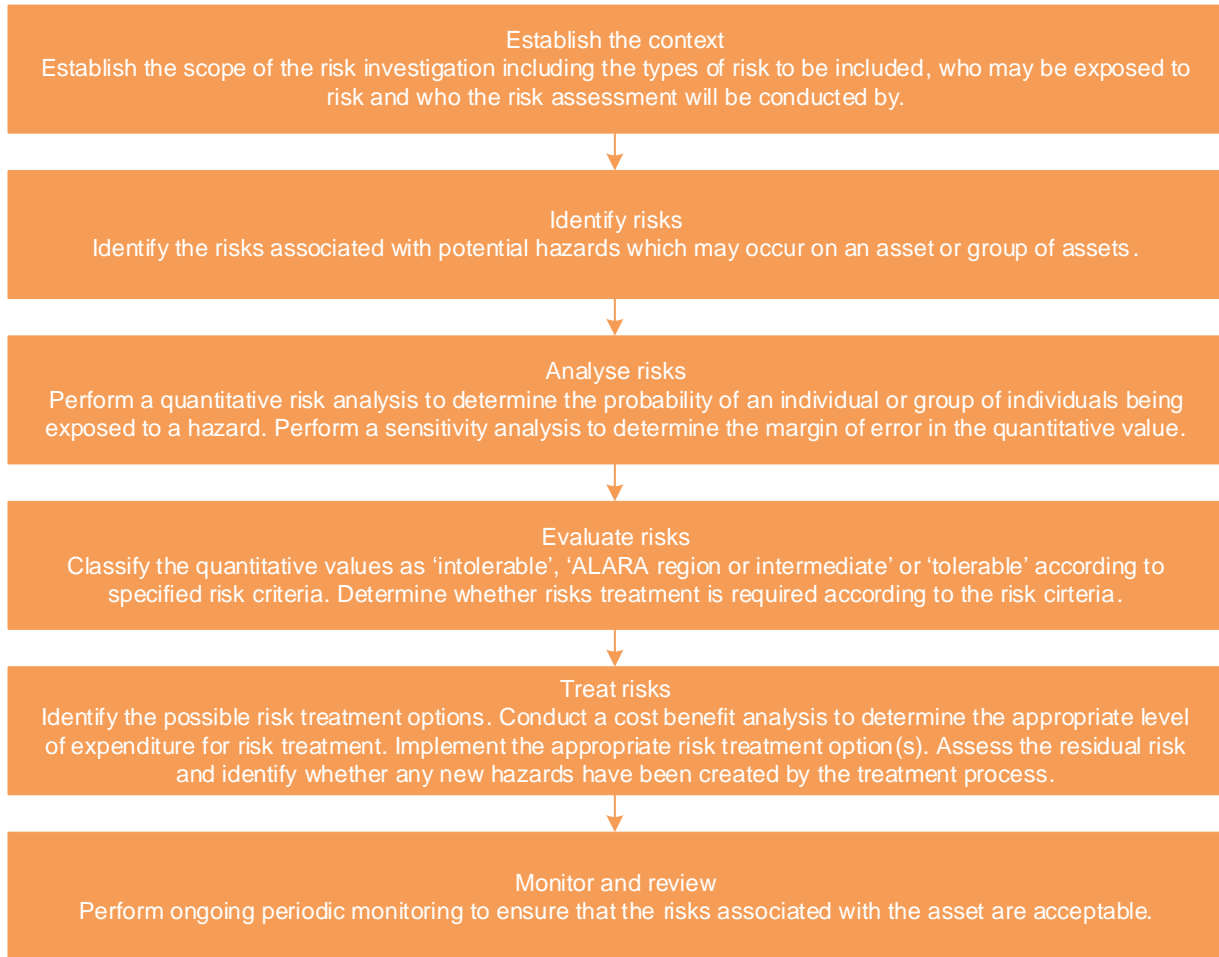 Establish the context
Establish the scope of the risk investigation including the types of risk to be included, who may be exposed to
risk and who the risk assessment will be conducted by.
Identify risks
Identify the risks associated with potential hazards which may occur on an asset or group of assets.
Analyse risks
Perform a quantitative risk analysis to determine the probability of an individual or group of individuals being
exposed to a hazard. Perform a sensitivity analysis to determine the margin of error in the quantitative value.
Evaluate risks
Classify the quantitative values as ‘intolerable’, ‘ALARA region or intermediate’ or ‘tolerable’ according to
specified risk criteria. Determine whether risks treatment is required according to the risk cirteria.
Treat risks
Identify the possible risk treatment options. Conduct a cost benefit analysis to determine the appropriate level
of expenditure for risk treatment. Implement the appropriate risk treatment option(s). Assess the residual risk
and identify whether any new hazards have been created by the treatment process.
Monitor and review
Perform ongoing periodic monitoring to ensure that the risks associated with the asset are acceptable.